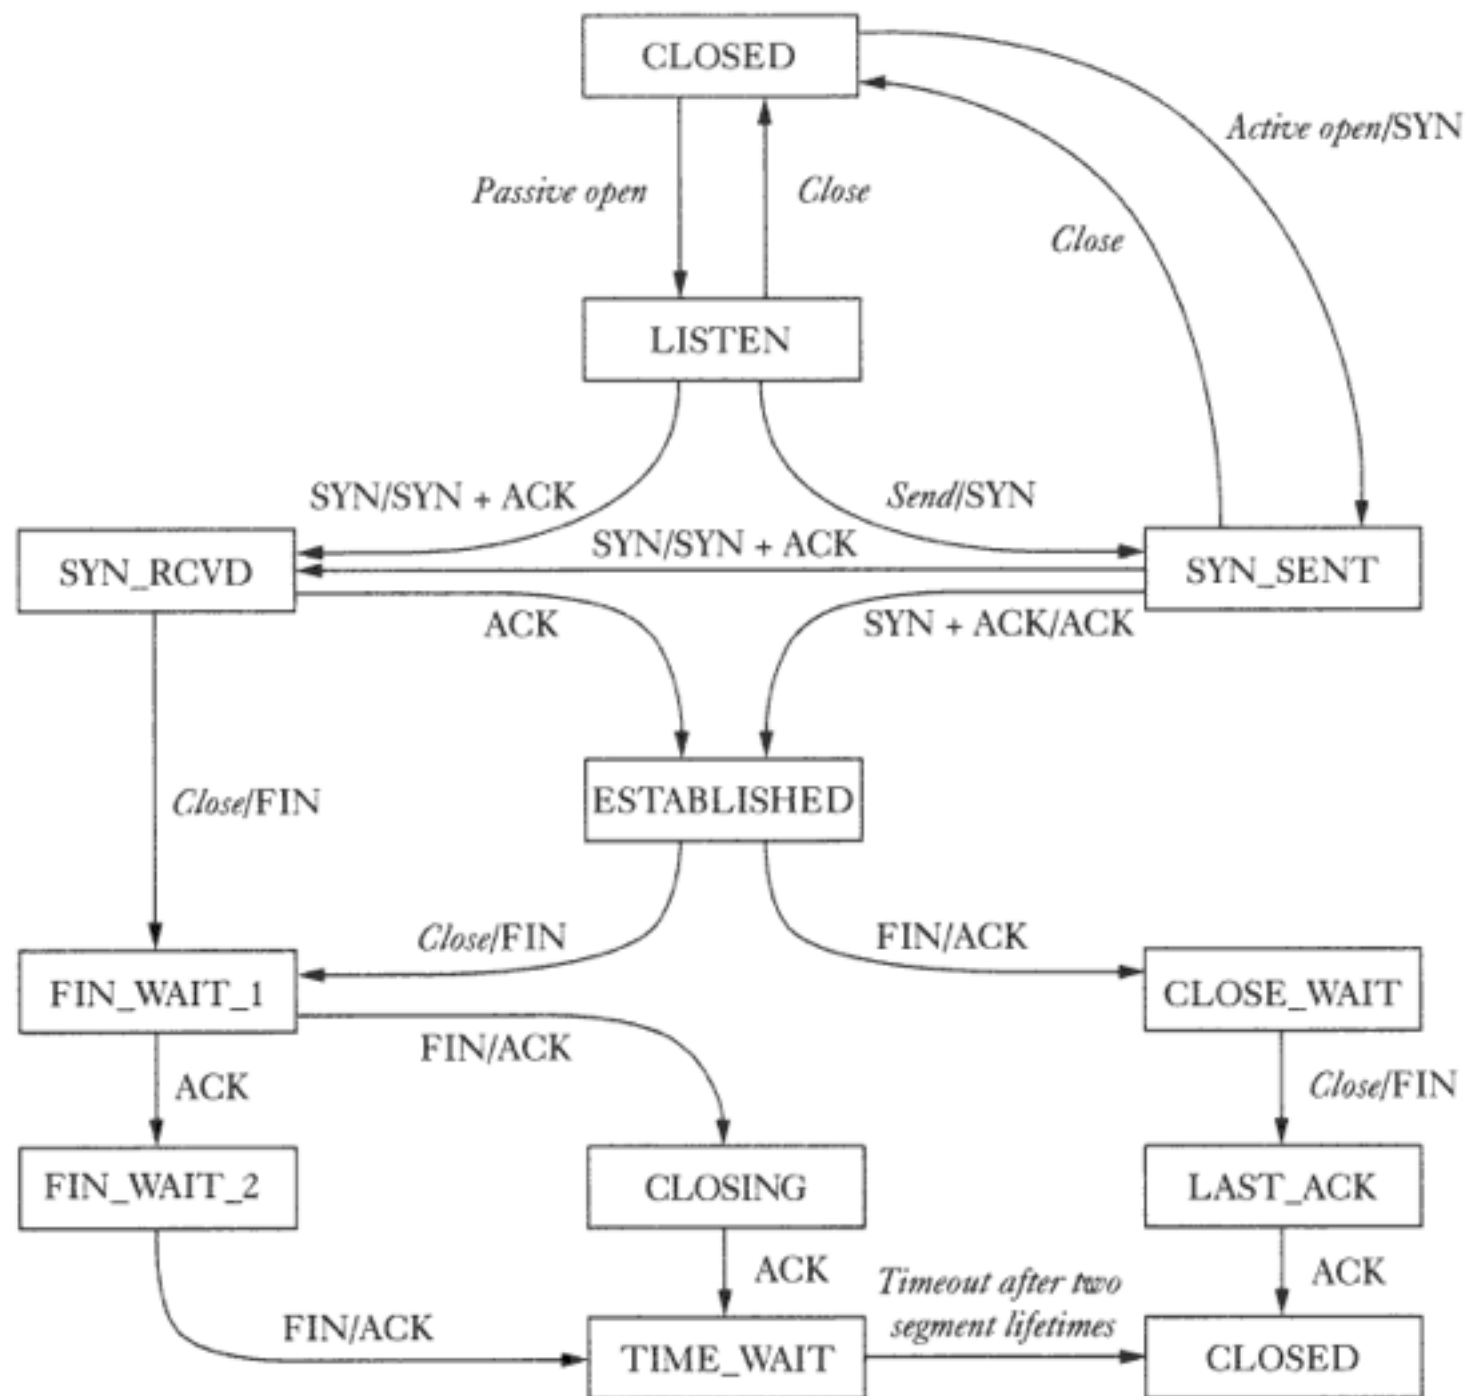 CLOSED
Active open/SYN
Passive open
Close
Close
LISTEN
SYN/SYN + ACK
Send/SYN
SYN/SYN + ACK
SYN_RCVD
SYN_SENT
ACK
SYN + ACK/ACK
Close/FIN
ESTABLISHED
Close/FIN
FIN/ACK
FIN_WAIT_1
CLOSE_WAIT
FIN/ACK
ACK
Close/FIN
FIN_WAIT_2
CLOSING
LAST_ACK
ACK
Timeout after two
segment lifetimes
ACK
FIN/ACK
TIME_WAIT
CLOSED